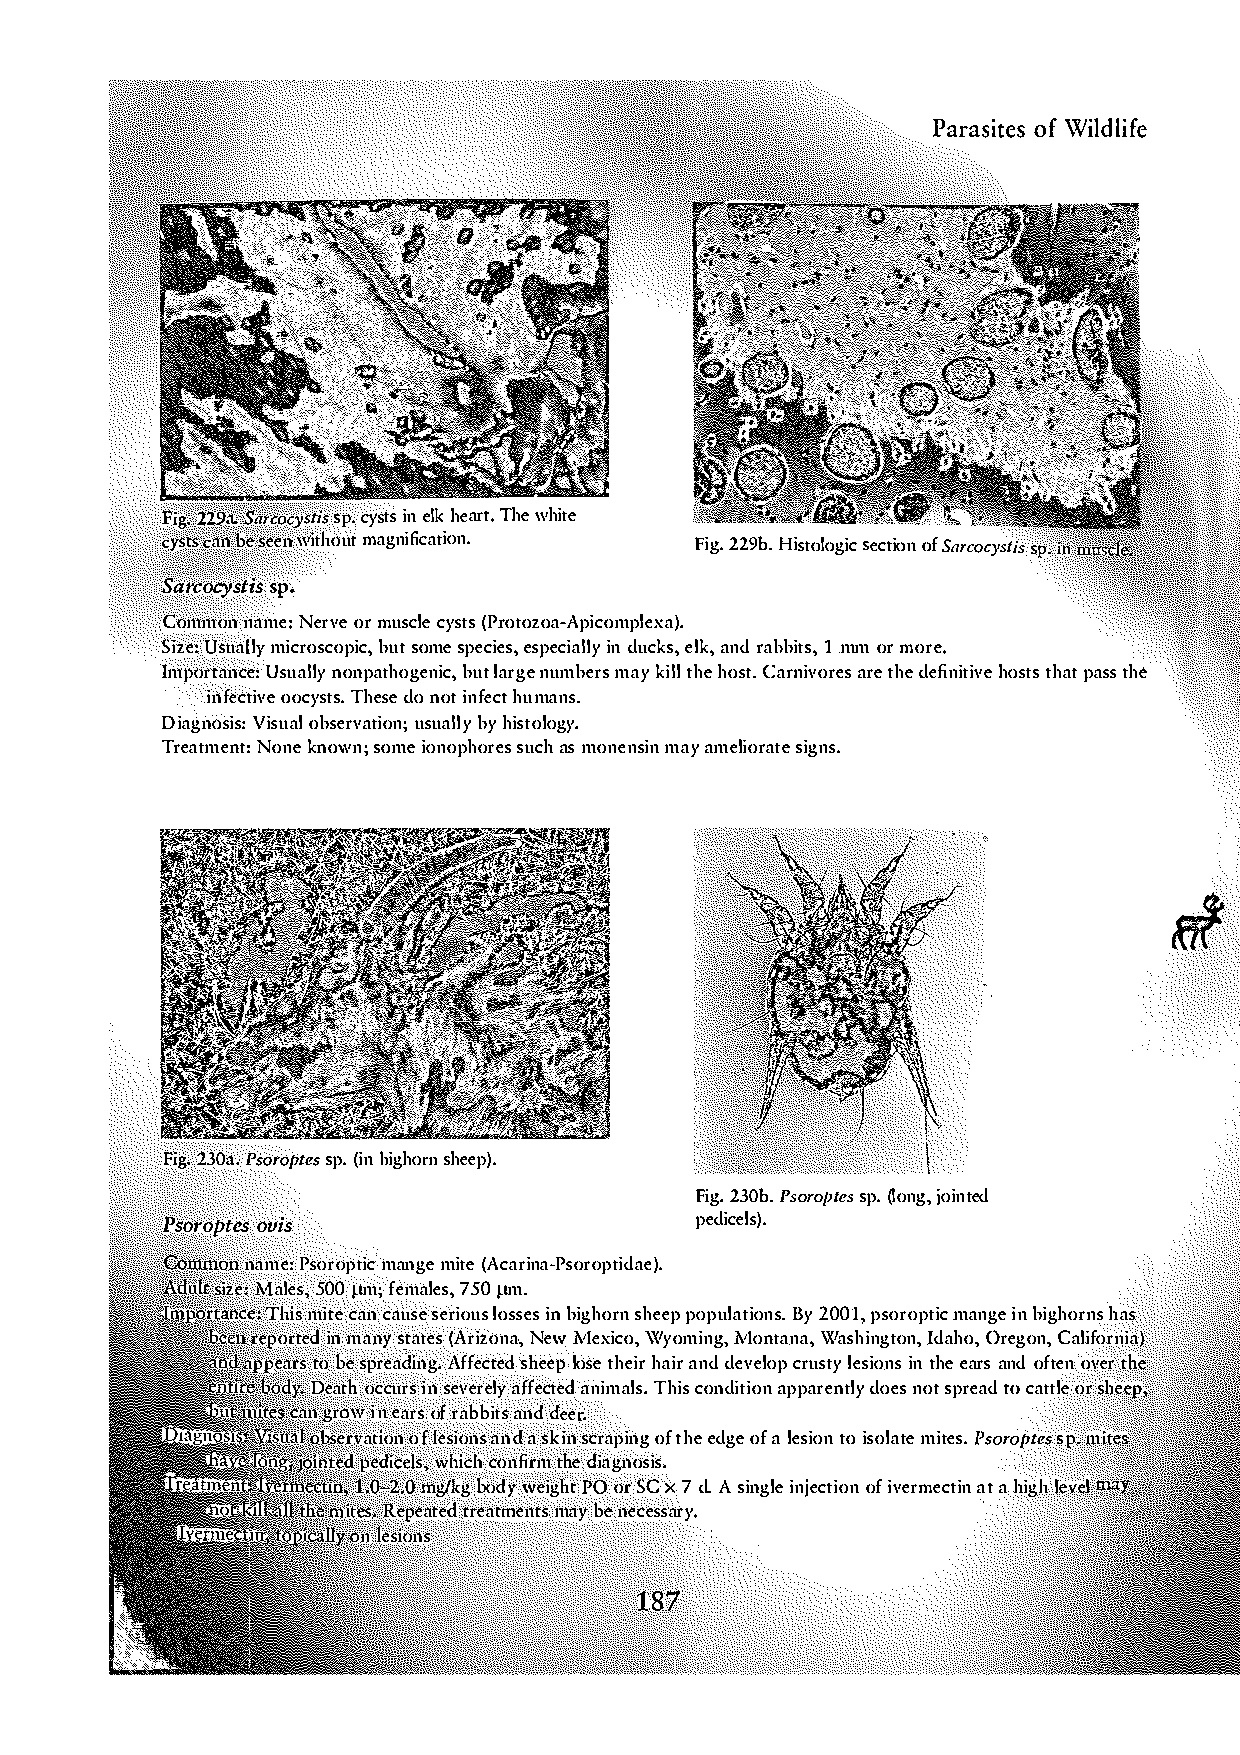 Parasites of Wildlife
Fig. 229a. Sarcocystis sp. cysts in elk heart. The white
cysts can be seen without magnification.
Fig. 229b. Histologic section of Sarcocystis sp. in muscle.
Sarcocystis sp.
Common name: Nerve or muscle cysts (Protozoa-Apicomplexa).
Size: Usually microscopic, but some species, especially in ducks, elk, and rabbits, 1 mm or more.
Importance: Usually nonpathogenic, but large numbers may kill the host. Carnivores are the definitive hosts that pass the
infective oocysts. These do not infect humans.
Diagnosis: Visual observation; usually by histology.
Treatment: None known; some ionophores such as monensin may ameliorate signs.
Fig. 230a. Psoroptes sp. (in bighorn sheep).
Fig. 230b. Psoroptes sp. (long, jointed
pedicels).
Psoroptes ovis
Common name: Psoroptic mange mite (Acarina-Psoroptidae).
Adult size: Males, 500 µm; females, 750 µm.
Importance: This mite can cause serious losses in bighorn sheep populations. By 2001, psoroptic mange in bighorns has
been reported in many states (Arizona, New Mexico, Wyoming, Montana, Washington, Idaho, Oregon, California)
and appears to be spreading. Affected sheep lose their hair and develop crusty lesions in the ears and often over the
entire body. Death occurs in severely affected animals. This condition apparently does not spread to cattle or sheep,
but mites can grow in ears of rabbits and deer.
Diagnosis: Visual observation of lesions and a skin scraping of the edge of a lesion to isolate mites. Psoroptes sp. mites
have long, jointed pedicels, which confirm the diagnosis.
Treatment: Ivermectin, 1.0–2.0 mg/kg body weight PO or SC × 7 d. A single injection of ivermectin at a high level may
not kill all the mites. Repeated treatments may be necessary.
Ivermectin, topically on lesions
187